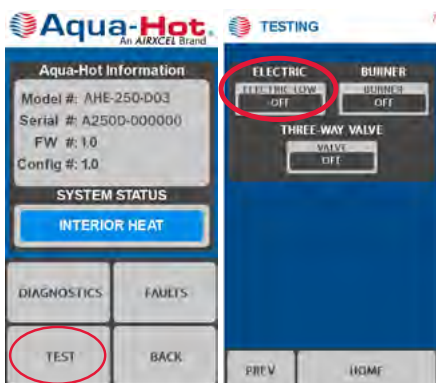 Aqua-Hot.
An AIRXCEL Brand
Aqua-Hot Information
Model #: AHE-250-D03
Serial #: A250D-000000
FW #: 1.0
Config #: 1.0
SYSTEM STATUS
INTERIOR HEAT
DIAGNOSTICS
FAULTS
TEST
BACK
TESTING
ELECTRIC
BURNER
ELECTRIC LOW
OFF
BURNER
OFF
THREE-WAY VALVE
VALVE
OFF
PREV
HOME